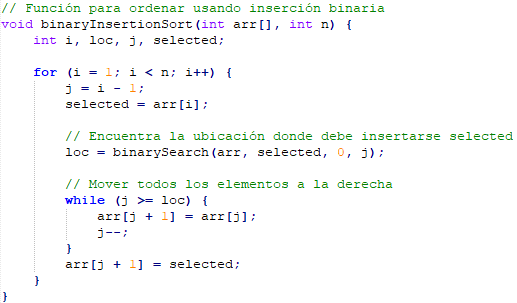 // Función para ordenar usando inserción binaria
void binaryInsertionSort(int arr[], int n) {
    int i, loc, j, selected;

    for (i = 1; i < n; i++) {
        j = i - 1;
        selected = arr[i];

        // Encuentra la ubicación donde debe insertarse selected
        loc = binarySearch(arr, selected, 0, j);

        // Mover todos los elementos a la derecha
        while (j >= loc) {
            arr[j + 1] = arr[j];
            j--;
        }
        arr[j + 1] = selected;
    }
}